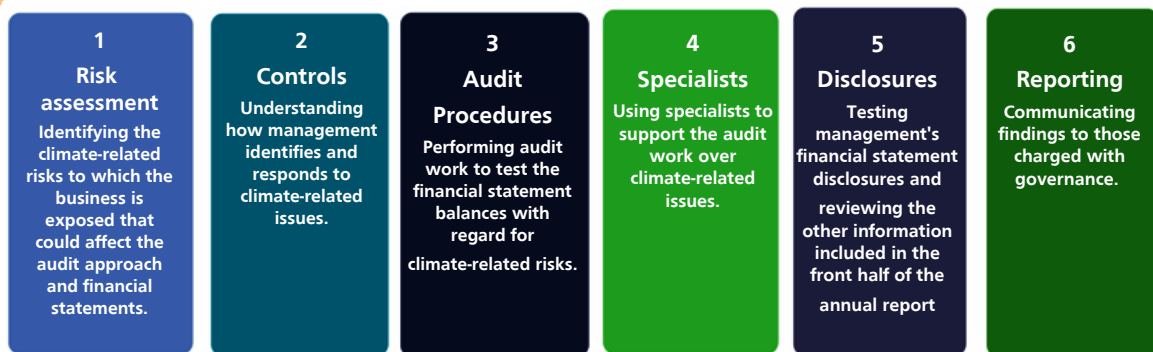 1
Risk
assessment
Identifying the
climate-related
risks to which the
business is
exposed that
could affect the
audit approach
and financial
statements.
2
Controls
Understanding
how management
identifies and
responds to
climate-related
issues.
3
Audit
Procedures
Performing audit
work to test the
financial statement
balances with
regard for
climate-related risks.
4
Specialists
Using specialists to
support the audit
work over
climate-related
issues.
5
Disclosures
Testing
management's
financial statement
disclosures and
reviewing the
other information
included in the
front half of the
annual report
6
Reporting
Communicating
findings to those
charged with
governance.